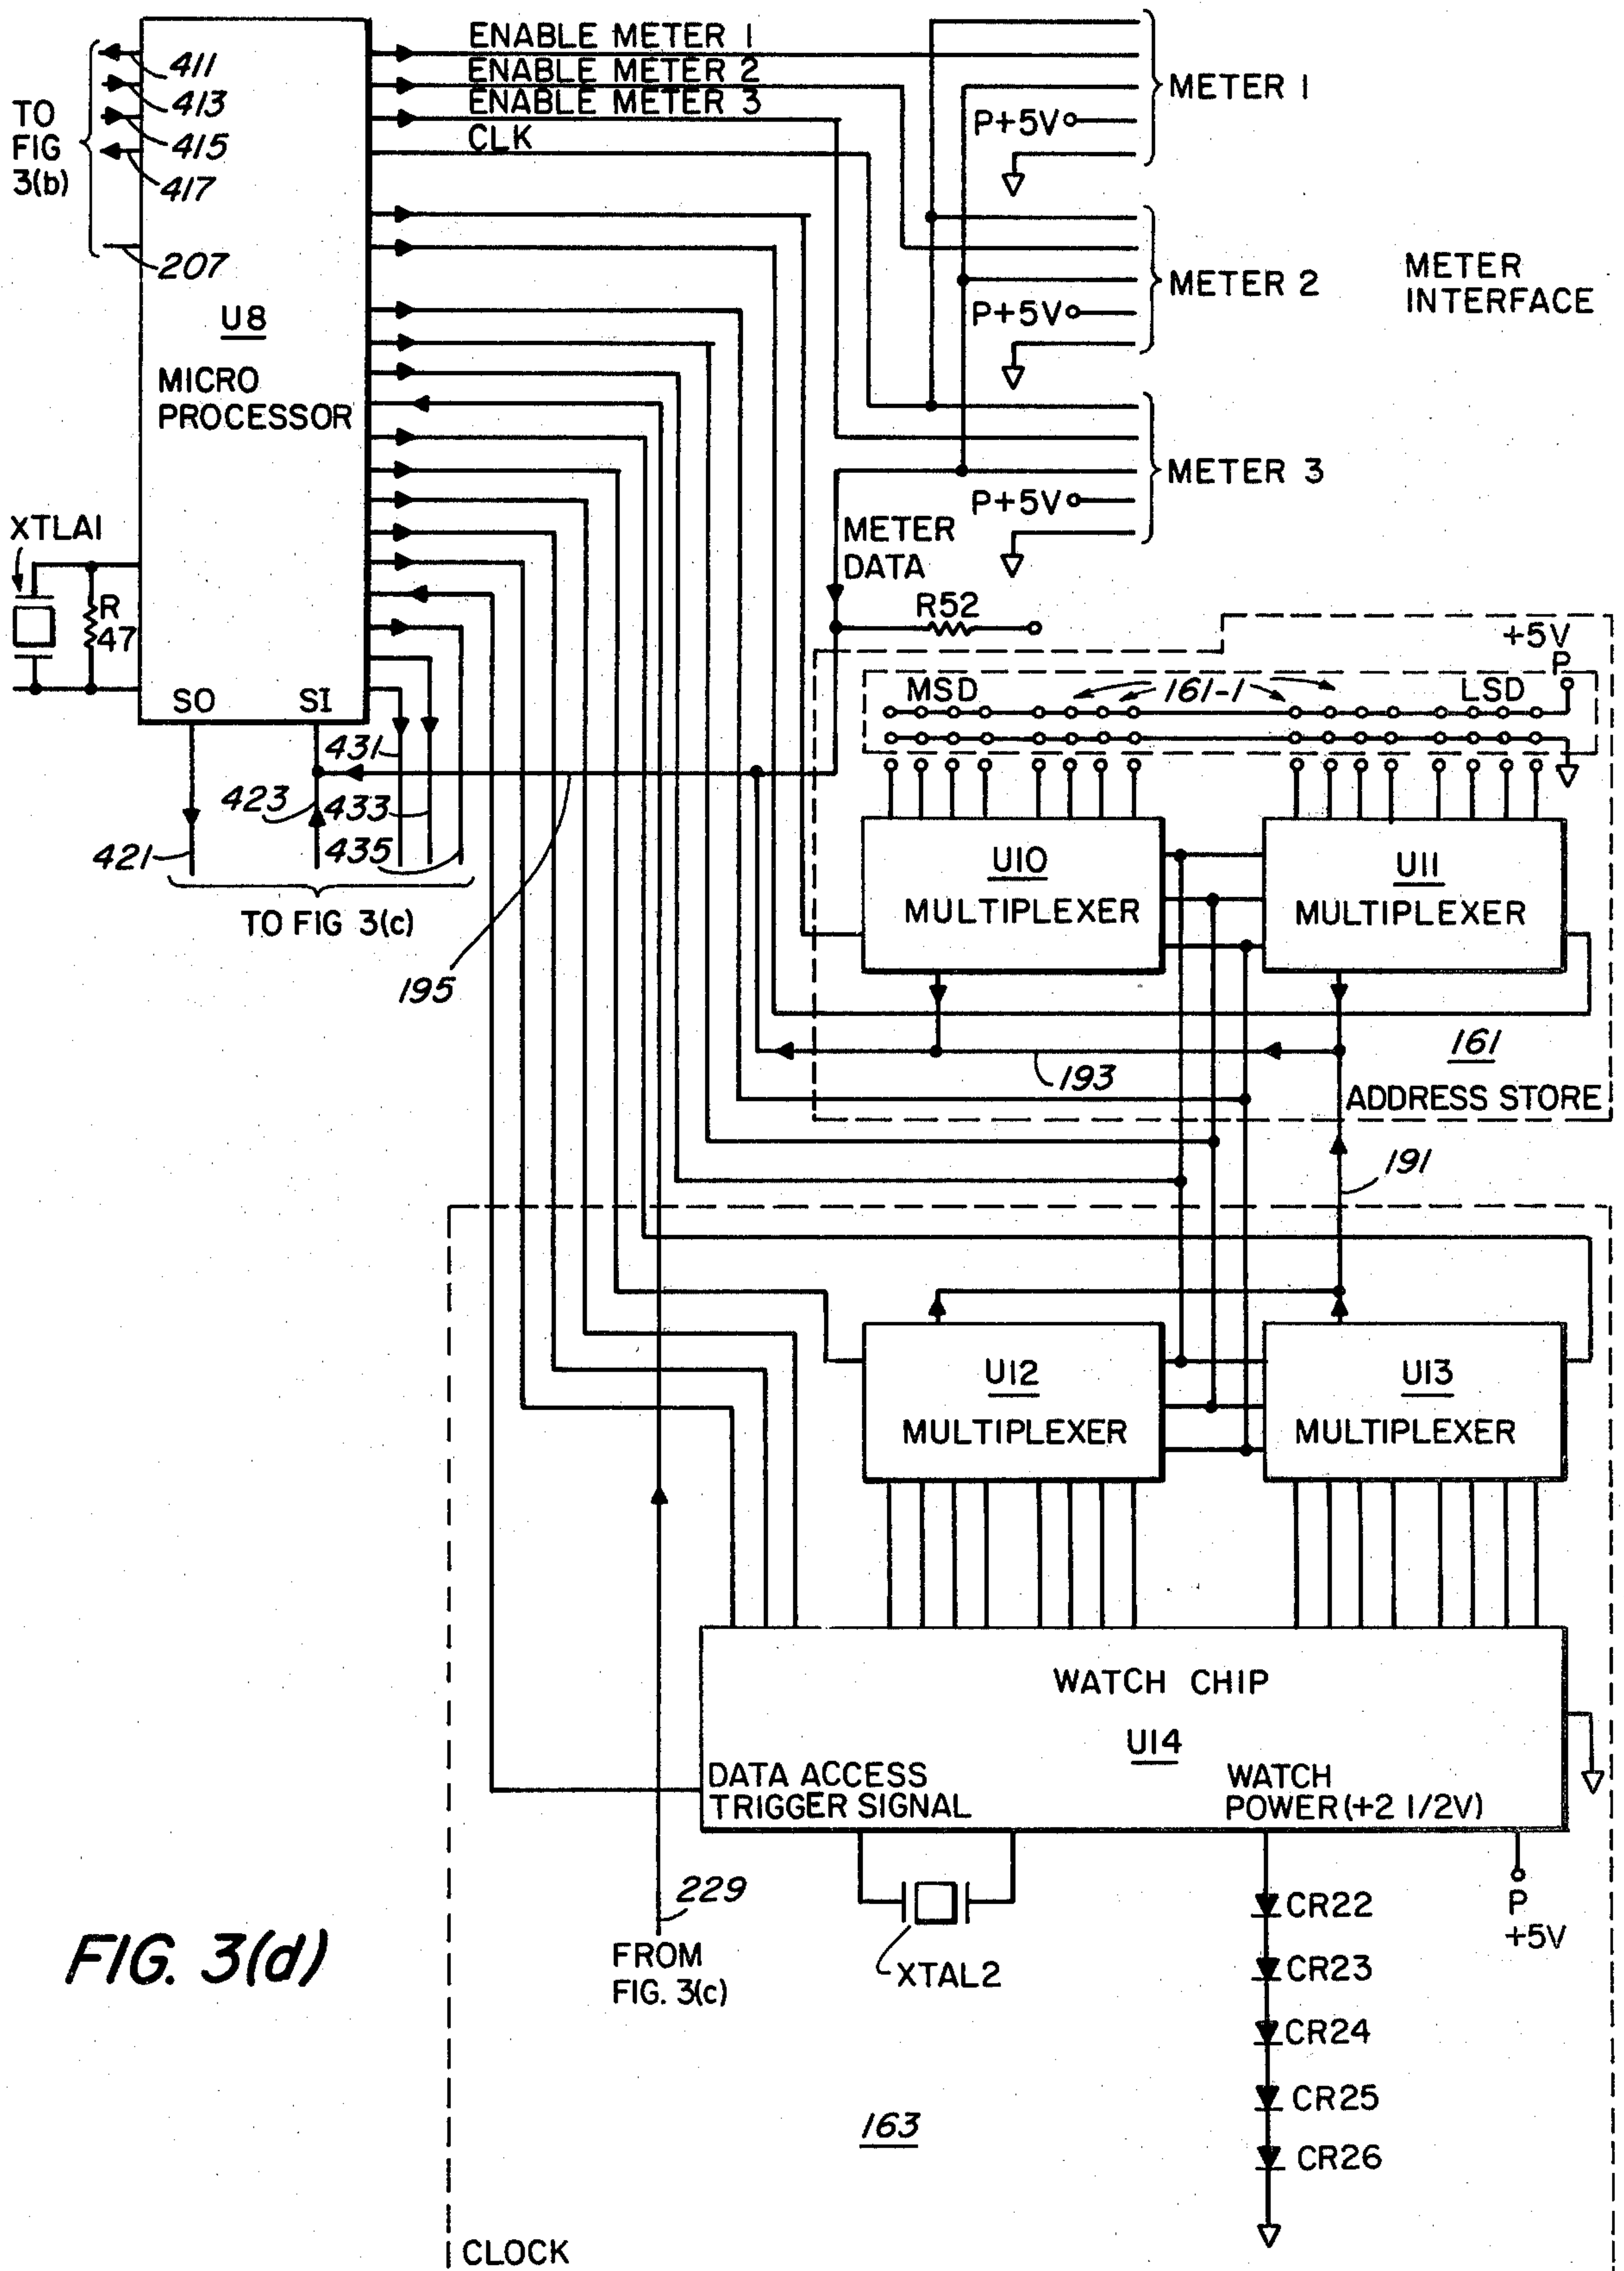 ENABLE METER 1
ENABLE METER 2
ENABLE METER 3
CLK
411
413
415
417
207
TO
FIG
3(b)
U8
MICRO
PROCESSOR
METER 1
P+5V
METER 2
P+5V
METER
INTERFACE
METER 3
P+5V
XTLA1
R
47
METER
DATA
R52
SO
SI
+5V
P
MSD
161-1
LSD
431
423
433
421
435
TO FIG 3(c)
195
U10
MULTIPLEXER
U11
MULTIPLEXER
193
161
ADDRESS STORE
191
U12
MULTIPLEXER
U13
MULTIPLEXER
WATCH CHIP
U14
DATA ACCESS
TRIGGER SIGNAL
WATCH
POWER (+2 1/2V)
229
FROM
FIG. 3(c)
XTAL2
CR22
CR23
CR24
CR25
CR26
P
+5V
FIG. 3(d)
163
CLOCK